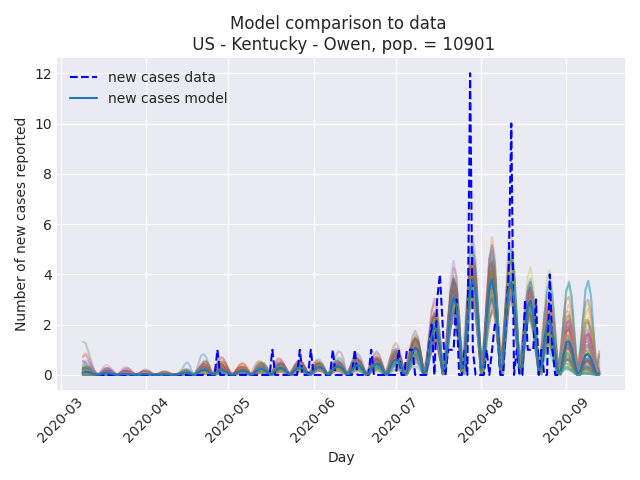 Model comparison to data
US - Kentucky - Owen, pop. = 10901
new cases data
new cases model
Number of new cases reported
12
10
8
6
4
2
0
2020-03
2020-04
2020-05
2020-06
2020-07
2020-08
2020-09
Day